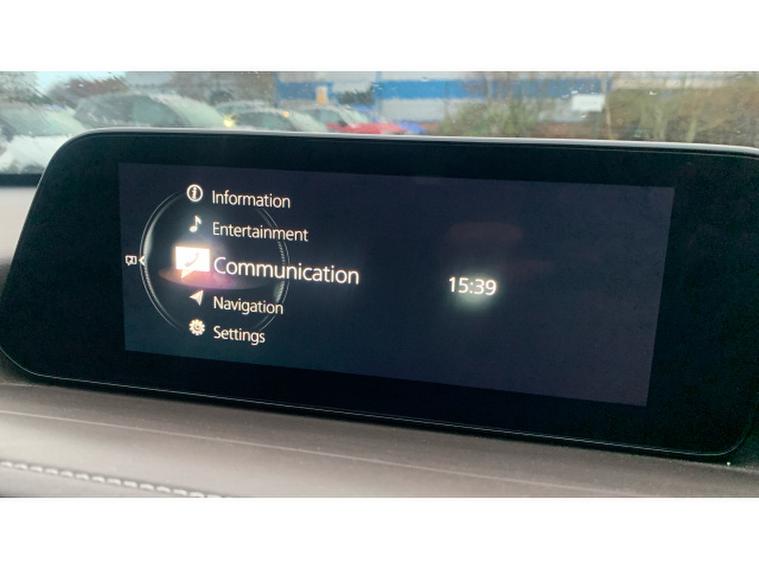 Information
Entertainment
Communication
15:39
Navigation
Settings